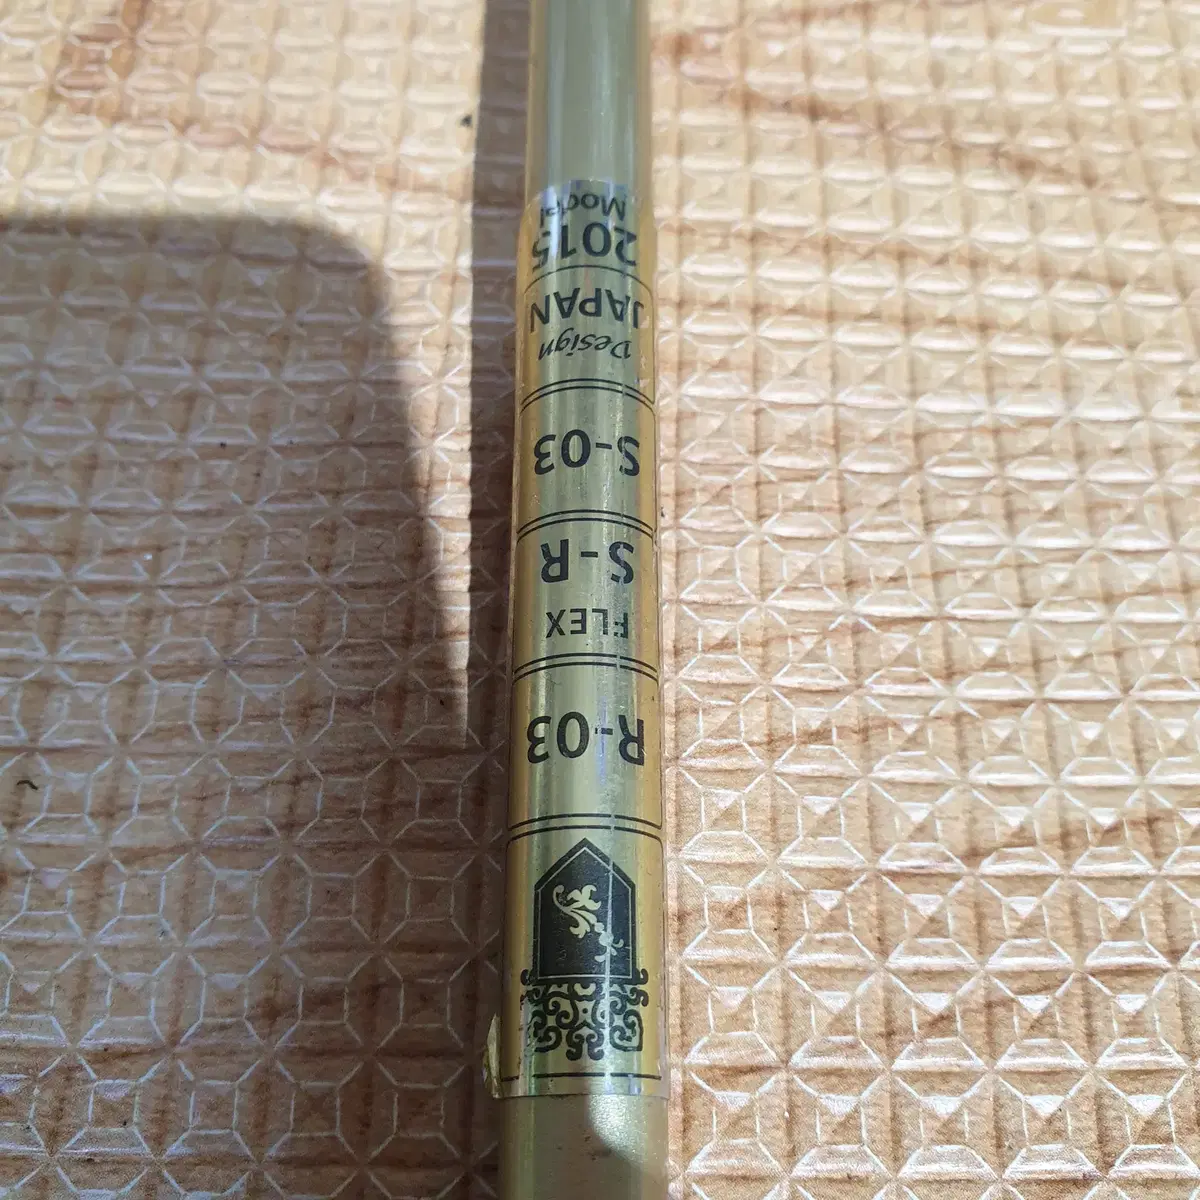 R-03
FLEX
S-R
S-03
Design
JAPAN
2015
Model